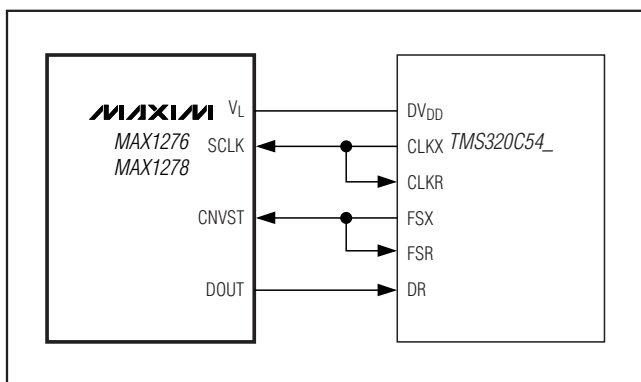 MAXIM
MAX1276
MAX1278
VL
SCLK
CNVST
DOUT
DVDD
CLKX
CLKR
FSX
FSR
DR
TMS320C54_